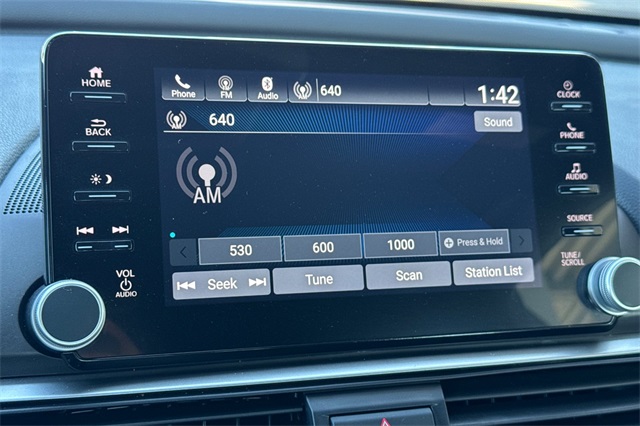 HOME
BACK
VOL
AUDIO
Phone
FM
Audio
640
1:42
640
Sound
AM
530
600
1000
Press & Hold
Seek
Tune
Scan
Station List
CLOCK
PHONE
AUDIO
SOURCE
TUNE/
SCROLL